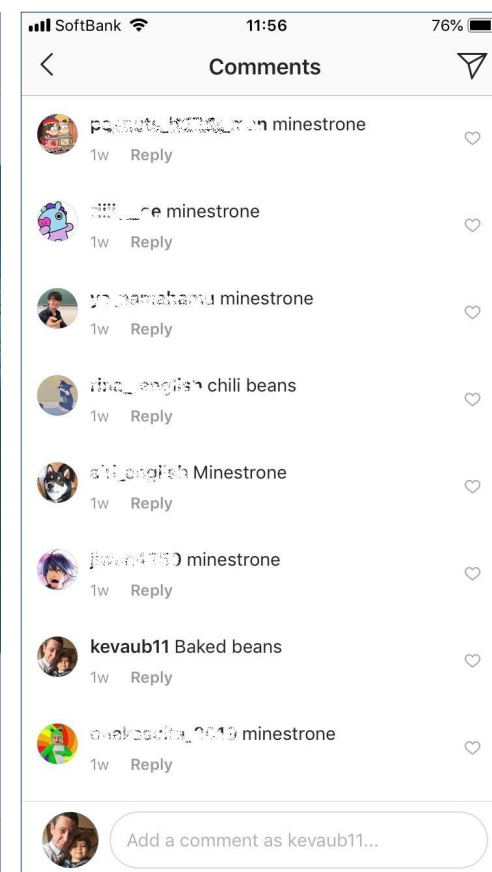 SoftBank 11:56 76%
Comments
minestrone
1w Reply
minestrone
1w Reply
minestrone
1w Reply
chili beans
1w Reply
Minestrone
1w Reply
minestrone
1w Reply
kevaub11 Baked beans
1w Reply
minestrone
1w Reply
Add a comment as kevaub11...